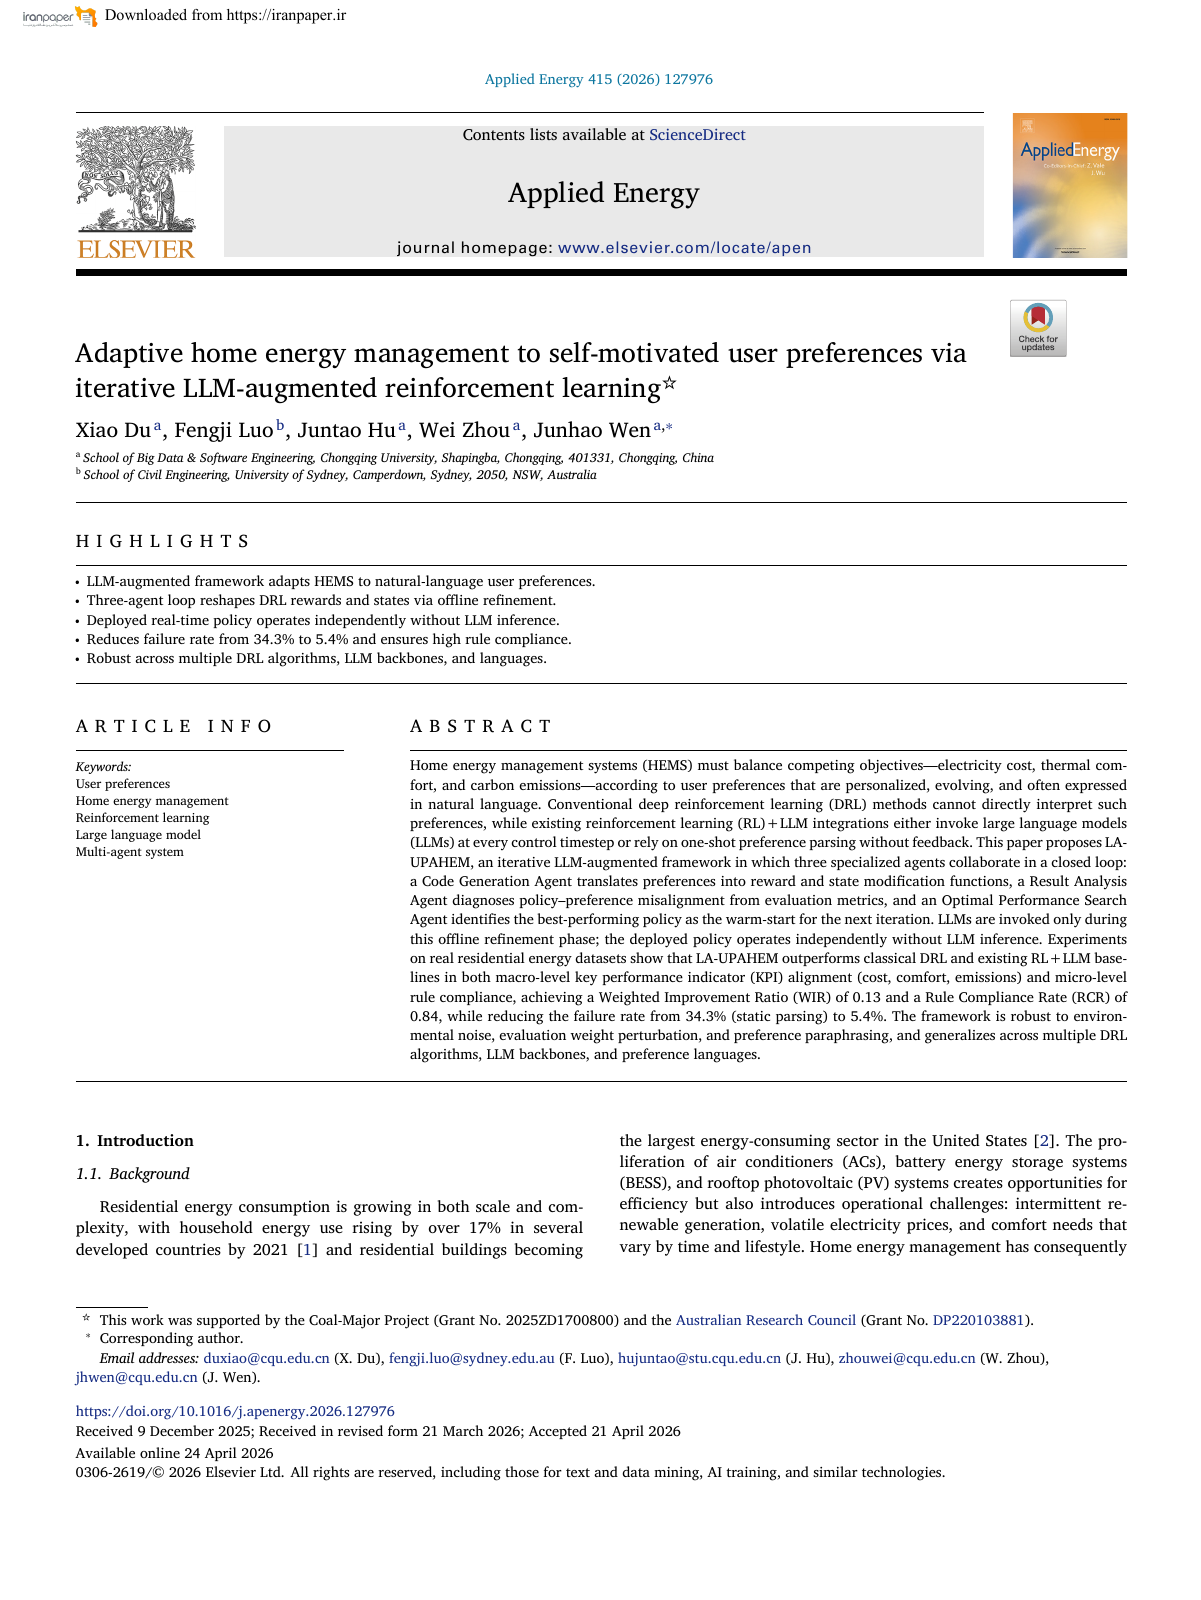 iranpaper
Downloaded from https://iranpaper.ir
Applied Energy 415 (2026) 127976
Contents lists available at ScienceDirect
Applied Energy
journal homepage: www.elsevier.com/locate/apen
ELSEVIER
AppliedEnergy
Check for
updates
Adaptive home energy management to self-motivated user preferences via
iterative LLM-augmented reinforcement learning☆
Xiao Du a, Fengji Luo b, Juntao Hu a, Wei Zhou a, Junhao Wen a,*
a School of Big Data & Software Engineering, Chongqing University, Shapingba, Chongqing, 401331, Chongqing, China
b School of Civil Engineering, University of Sydney, Camperdown, Sydney, 2050, NSW, Australia
HIGHLIGHTS
• LLM-augmented framework adapts HEMS to natural-language user preferences.
• Three-agent loop reshapes DRL rewards and states via offline refinement.
• Deployed real-time policy operates independently without LLM inference.
• Reduces failure rate from 34.3% to 5.4% and ensures high rule compliance.
• Robust across multiple DRL algorithms, LLM backbones, and languages.
ARTICLE INFO
Keywords:
User preferences
Home energy management
Reinforcement learning
Large language model
Multi-agent system
ABSTRACT
Home energy management systems (HEMS) must balance competing objectives—electricity cost, thermal com-
fort, and carbon emissions—according to user preferences that are personalized, evolving, and often expressed
in natural language. Conventional deep reinforcement learning (DRL) methods cannot directly interpret such
preferences, while existing reinforcement learning (RL)+LLM integrations either invoke large language models
(LLMs) at every control timestep or rely on one-shot preference parsing without feedback. This paper proposes LA-
UPAHEM, an iterative LLM-augmented framework in which three specialized agents collaborate in a closed loop:
a Code Generation Agent translates preferences into reward and state modification functions, a Result Analysis
Agent diagnoses policy–preference misalignment from evaluation metrics, and an Optimal Performance Search
Agent identifies the best-performing policy as the warm-start for the next iteration. LLMs are invoked only during
this offline refinement phase; the deployed policy operates independently without LLM inference. Experiments
on real residential energy datasets show that LA-UPAHEM outperforms classical DRL and existing RL+LLM base-
lines in both macro-level key performance indicator (KPI) alignment (cost, comfort, emissions) and micro-level
rule compliance, achieving a Weighted Improvement Ratio (WIR) of 0.13 and a Rule Compliance Rate (RCR) of
0.84, while reducing the failure rate from 34.3% (static parsing) to 5.4%. The framework is robust to environ-
mental noise, evaluation weight perturbation, and preference paraphrasing, and generalizes across multiple DRL
algorithms, LLM backbones, and preference languages.
1. Introduction
1.1. Background
Residential energy consumption is growing in both scale and com-
plexity, with household energy use rising by over 17% in several
developed countries by 2021 [1] and residential buildings becoming
the largest energy-consuming sector in the United States [2]. The pro-
liferation of air conditioners (ACs), battery energy storage systems
(BESS), and rooftop photovoltaic (PV) systems creates opportunities for
efficiency but also introduces operational challenges: intermittent re-
newable generation, volatile electricity prices, and comfort needs that
vary by time and lifestyle. Home energy management has consequently
☆ This work was supported by the Coal-Major Project (Grant No. 2025ZD1700800) and the Australian Research Council (Grant No. DP220103881).
* Corresponding author.
Email addresses: duxiao@cqu.edu.cn (X. Du), fengji.luo@sydney.edu.au (F. Luo), hujuntao@stu.cqu.edu.cn (J. Hu), zhouwei@cqu.edu.cn (W. Zhou),
jhwen@cqu.edu.cn (J. Wen).
https://doi.org/10.1016/j.apenergy.2026.127976
Received 9 December 2025; Received in revised form 21 March 2026; Accepted 21 April 2026
Available online 24 April 2026
0306-2619/© 2026 Elsevier Ltd. All rights are reserved, including those for text and data mining, AI training, and similar technologies.